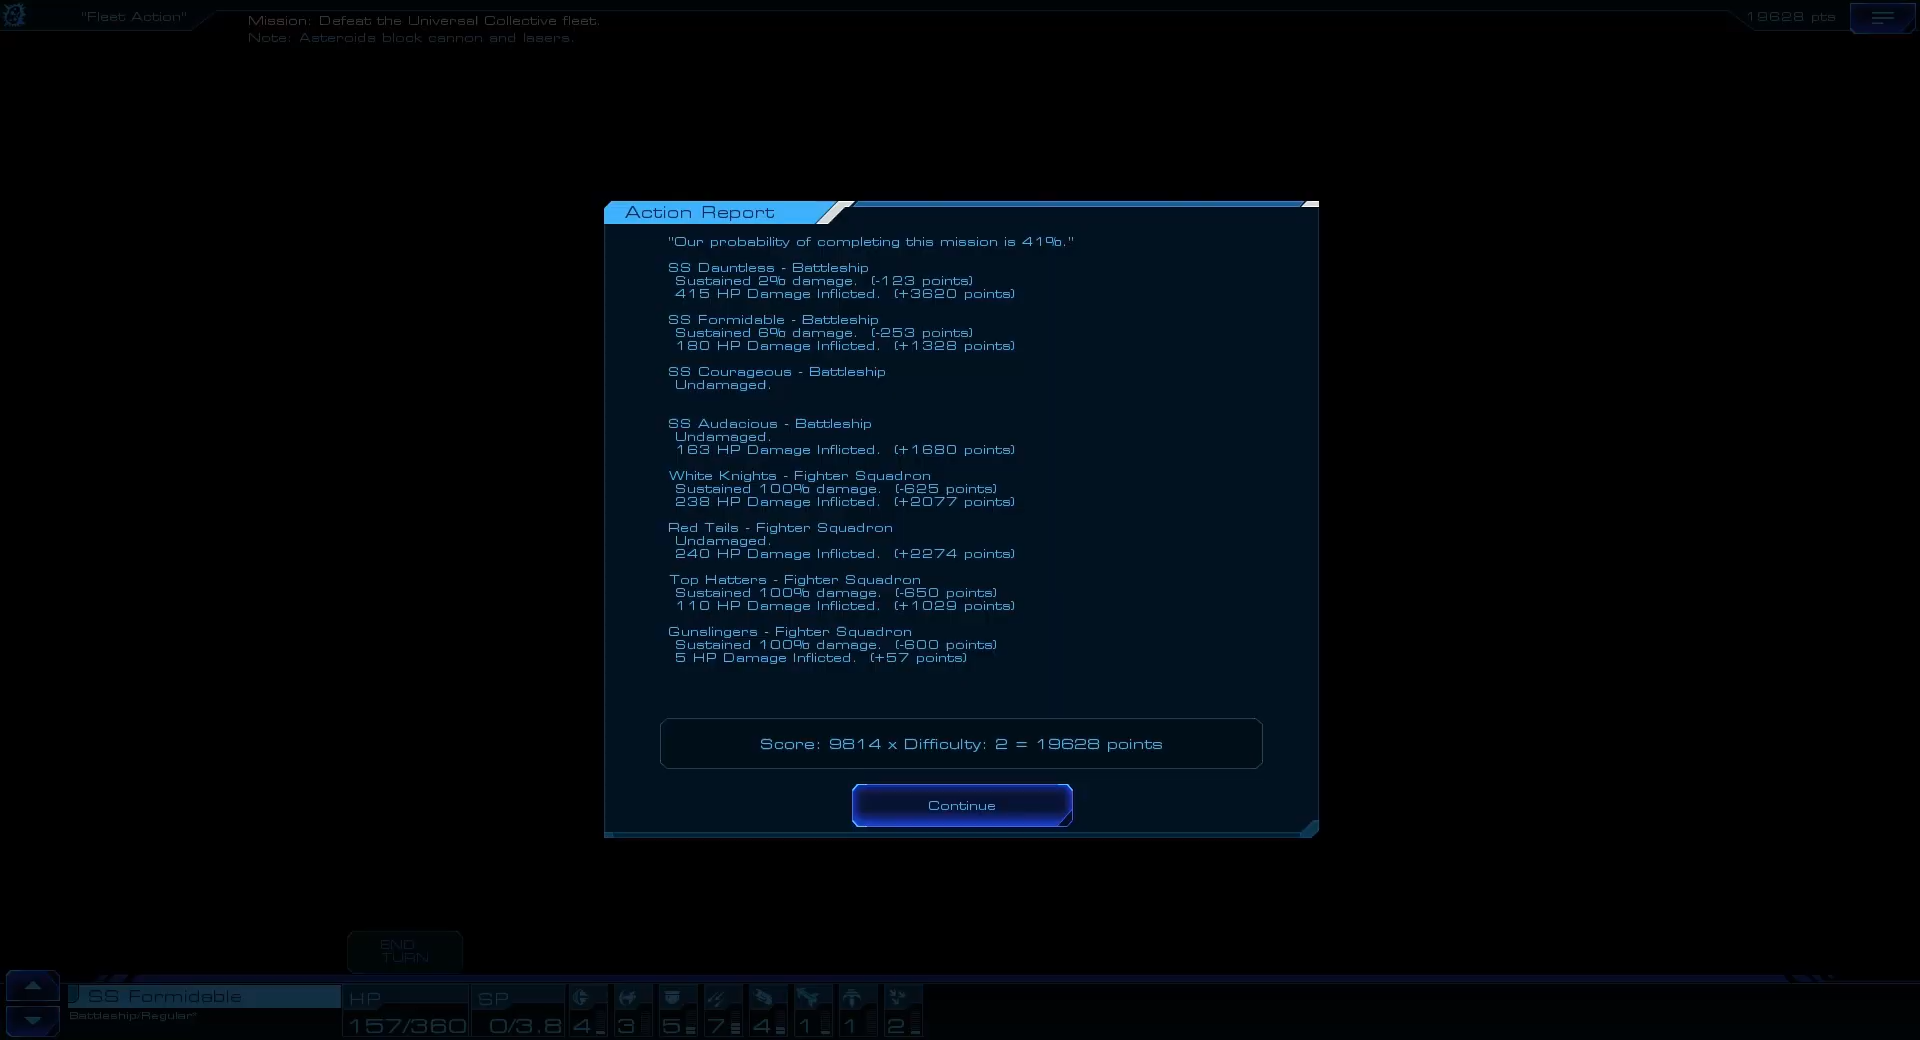 "Fleet Action"
Mission: Defeat the Universal Collective fleet.
Note: Asteroids block cannon and lasers.
19628 pts
Action Report
"Our probability of completing this mission is 41%."
SS Dauntless - Battleship
Sustained 2% damage. (-123 points)
415 HP Damage Inflicted. (+3620 points)
SS Formidable - Battleship
Sustained 6% damage. (-253 points)
180 HP Damage Inflicted. (+1328 points)
SS Courageous - Battleship
Undamaged.
SS Audacious - Battleship
Undamaged.
163 HP Damage Inflicted. (+1680 points)
White Knights - Fighter Squadron
Sustained 100% damage. (-625 points)
238 HP Damage Inflicted. (+2077 points)
Red Tails - Fighter Squadron
Undamaged.
240 HP Damage Inflicted. (+2274 points)
Top Hatters - Fighter Squadron
Sustained 100% damage. (-650 points)
110 HP Damage Inflicted. (+1029 points)
Gunslingers - Fighter Squadron
Sustained 100% damage. (-600 points)
5 HP Damage Inflicted. (+57 points)
Score: 9814 x Difficulty: 2 = 19628 points
Continue
END
TURN
SS Formidable
Battleship/Regular*
HP
157/360
SP
0/3.8
4 3 5 7 4 1 1 2